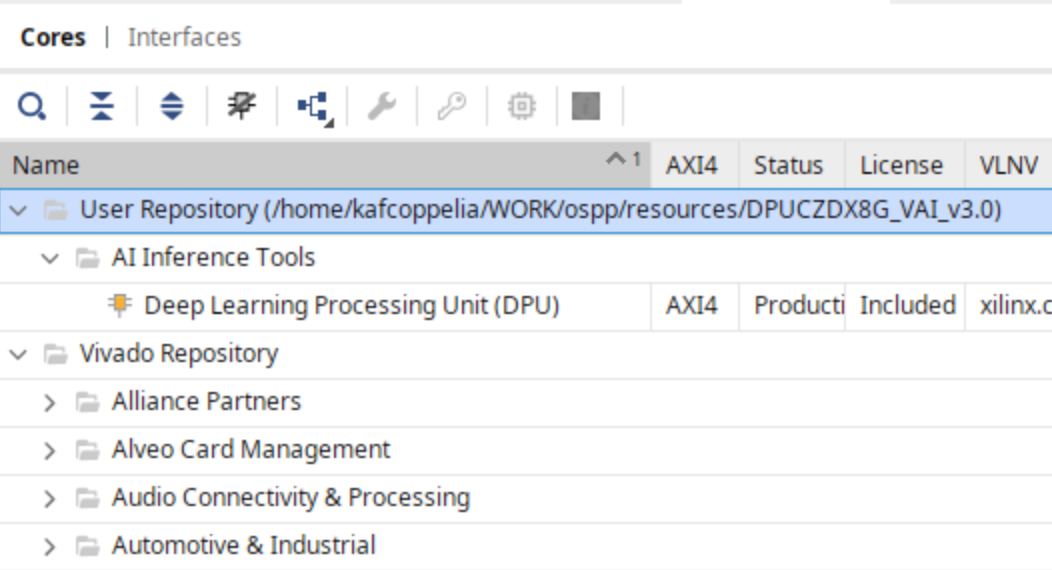 Cores | Interfaces
Name 1 AXI4 Status License VLNV
User Repository (/home/kafcoppelia/WORK/ospp/resources/DPUCZDX8G_VAI_v3.0)
AI Inference Tools
Deep Learning Processing Unit (DPU) AXI4 Producti Included xilinx.c
Vivado Repository
Alliance Partners
Alveo Card Management
Audio Connectivity & Processing
Automotive & Industrial